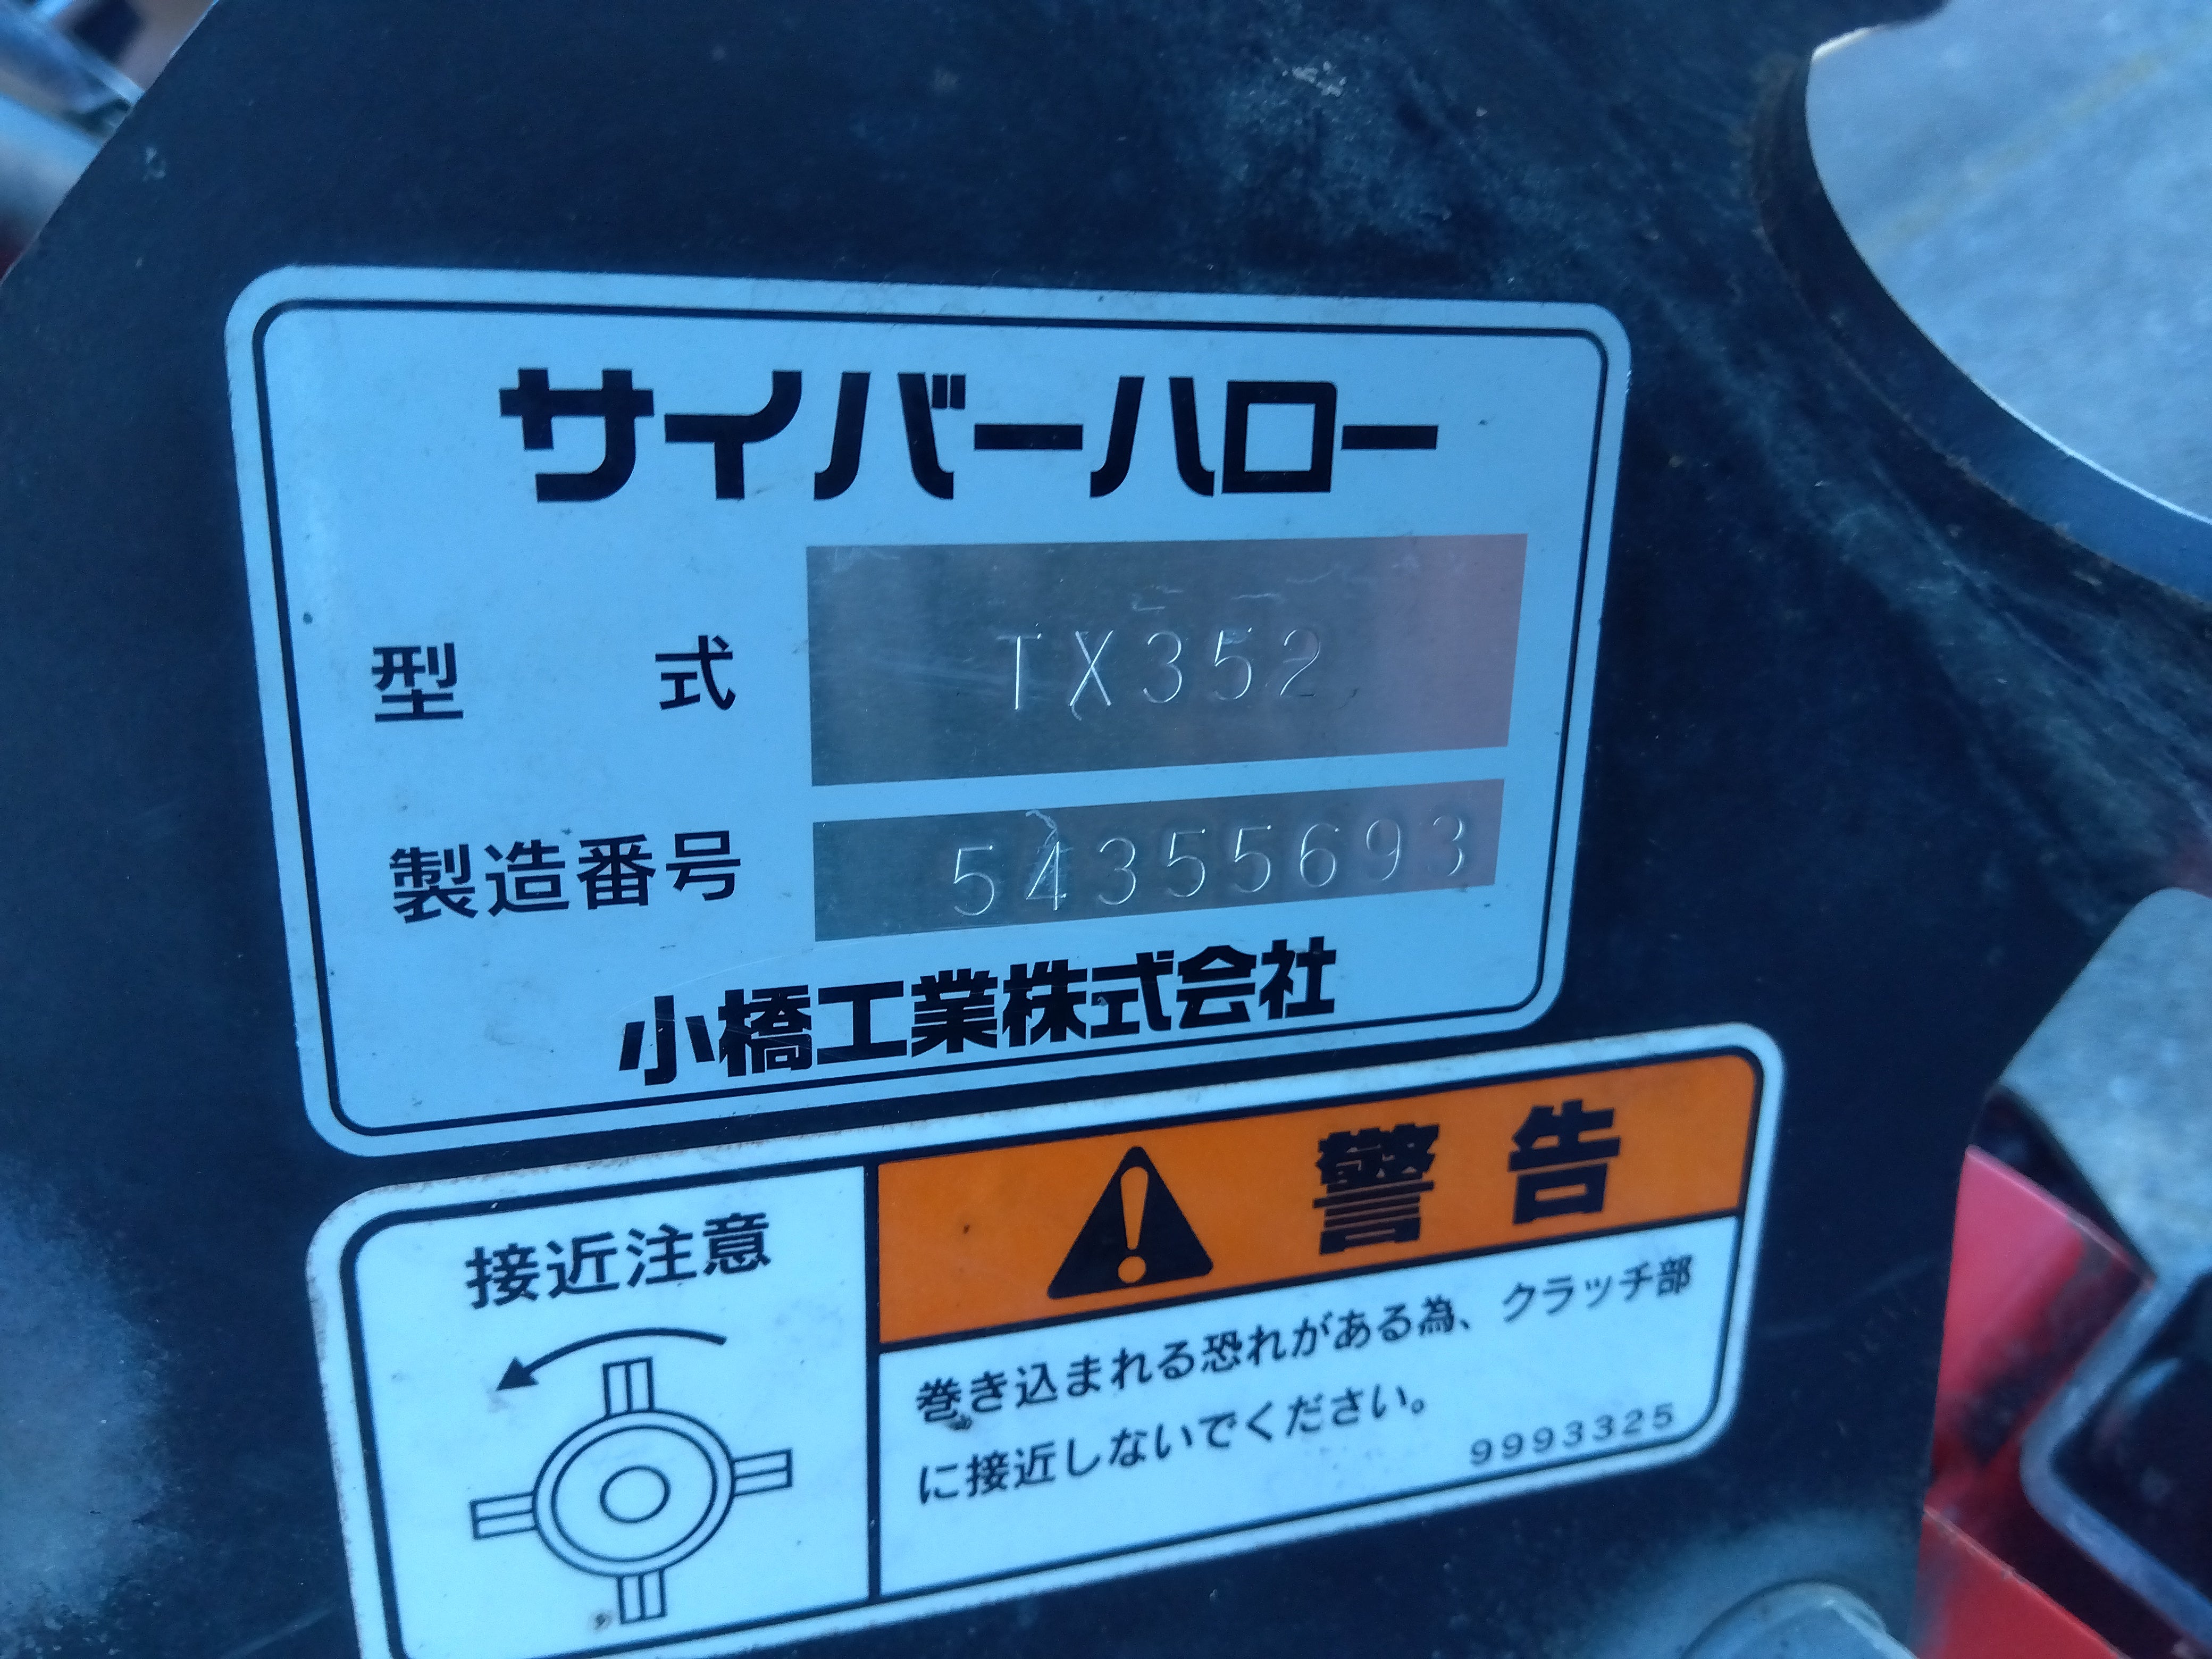 サイバーハロー
型式 TX352
製造番号 54355693
小橋工業株式会社
接近注意
警告
巻き込まれる恐れがある為、クラッチ部
に接近しないでください。
9993325